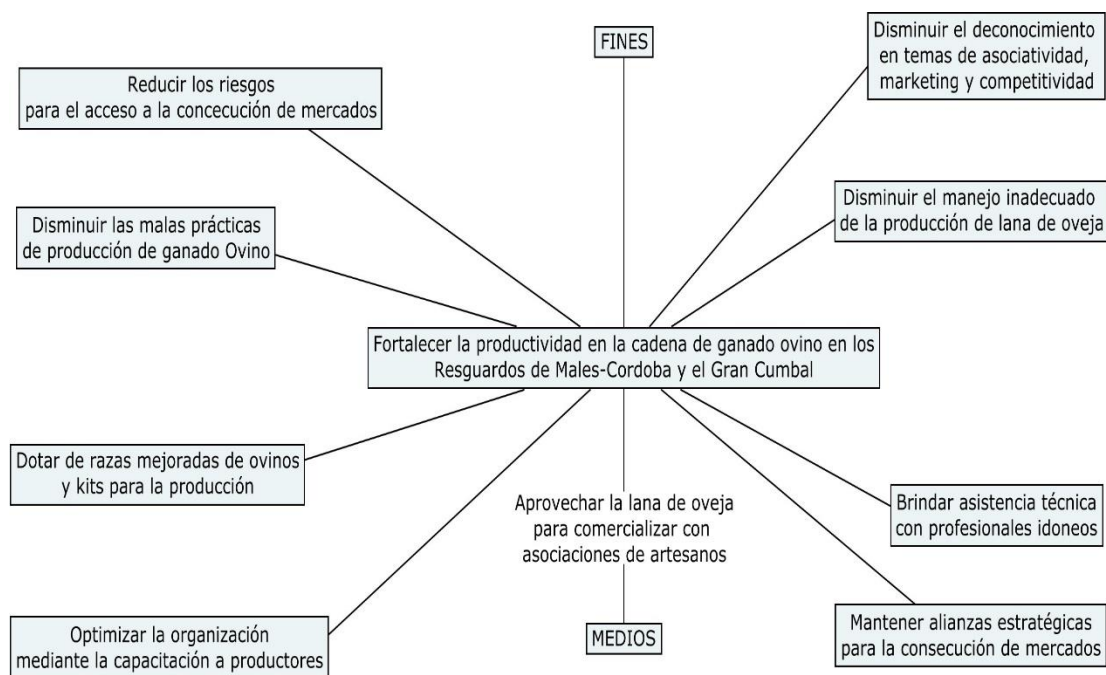 FINES
Disminuir el deconocimiento
en temas de asociatividad,
marketing y competitividad
Reducir los riesgos
para el acceso a la concecución de mercados
Disminuir el manejo inadecuado
de la producción de lana de oveja
Disminuir las malas prácticas
de producción de ganado Ovino
Fortalecer la productividad en la cadena de ganado ovino en los
Resguardos de Males-Cordoba y el Gran Cumbal
Dotar de razas mejoradas de ovinos
y kits para la producción
Aprovechar la lana de oveja
para comercializar con
asociaciones de artesanos
Brindar asistencia técnica
con profesionales idoneos
Optimizar la organización
mediante la capacitación a productores
MEDIOS
Mantener alianzas estratégicas
para la consecución de mercados